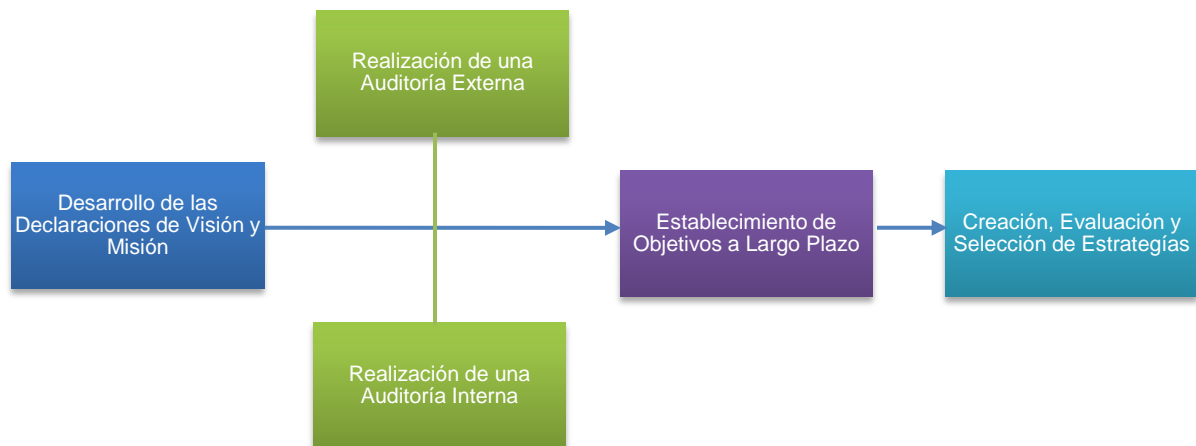 Realización de una
Auditoría Externa
Desarrollo de las
Declaraciones de Visión y
Misión
Establecimiento de
Objetivos a Largo Plazo
Creación, Evaluación y
Selección de Estrategías
Realización de una
Auditoría Interna